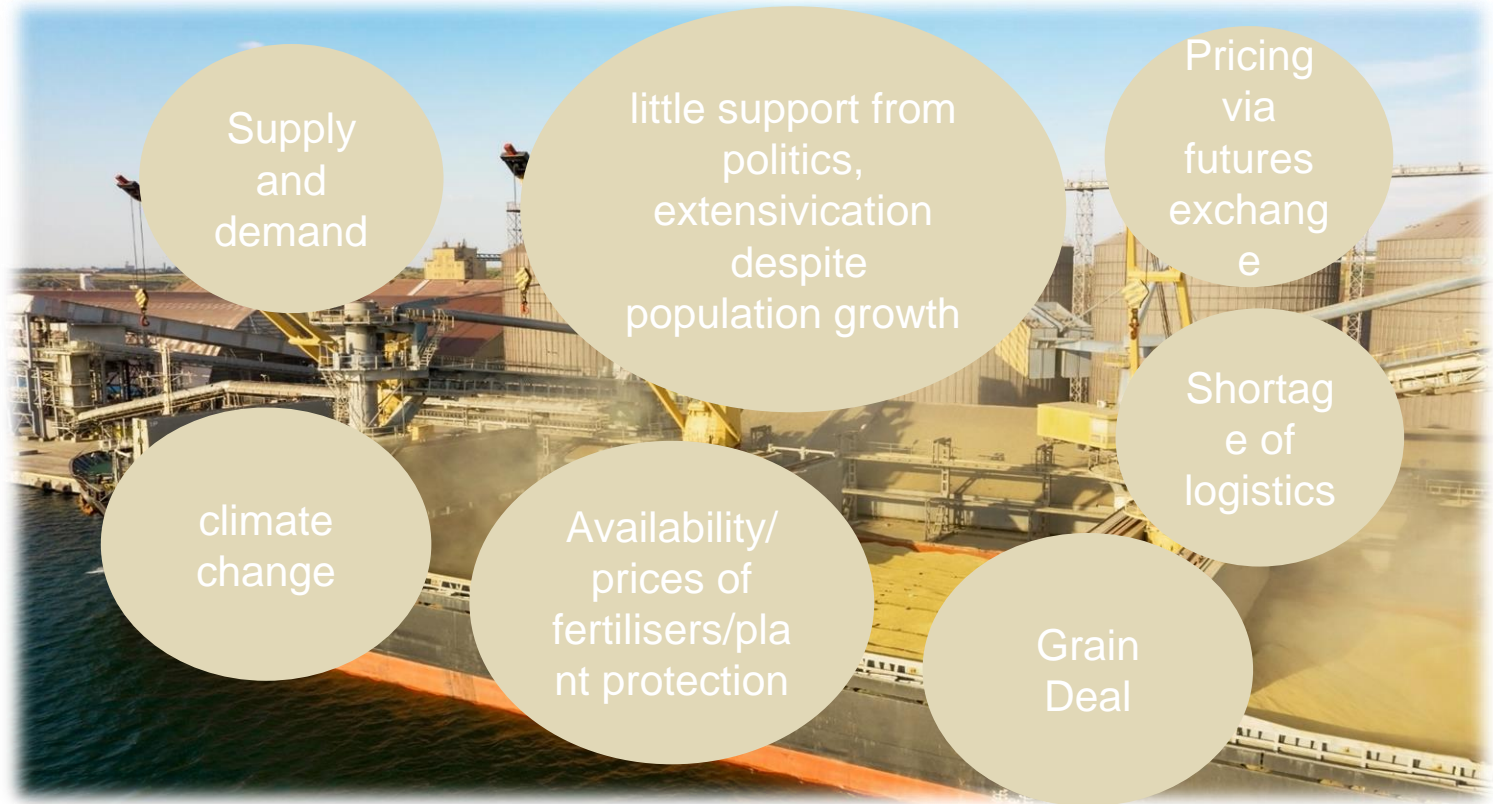 Supply
and
demand
little support from
politics,
extensivication
despite
population growth
Pricing
via
futures
exchang
e
Shortag
e of
logistics
climate
change
Availability/
prices of
fertilisers/pla
nt protection
Grain
Deal